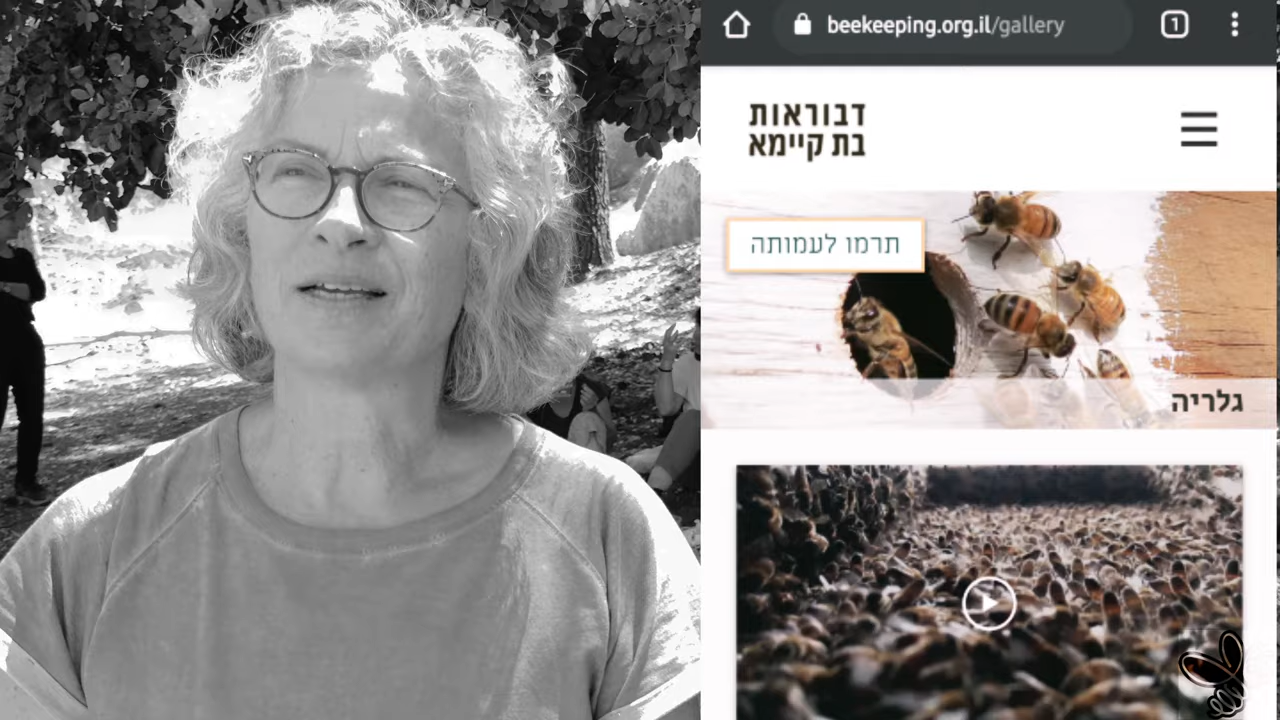 beekeeping.org.il/gallery
1
דבוראות
בת קיימא
תרמו לעמותה
גלריה